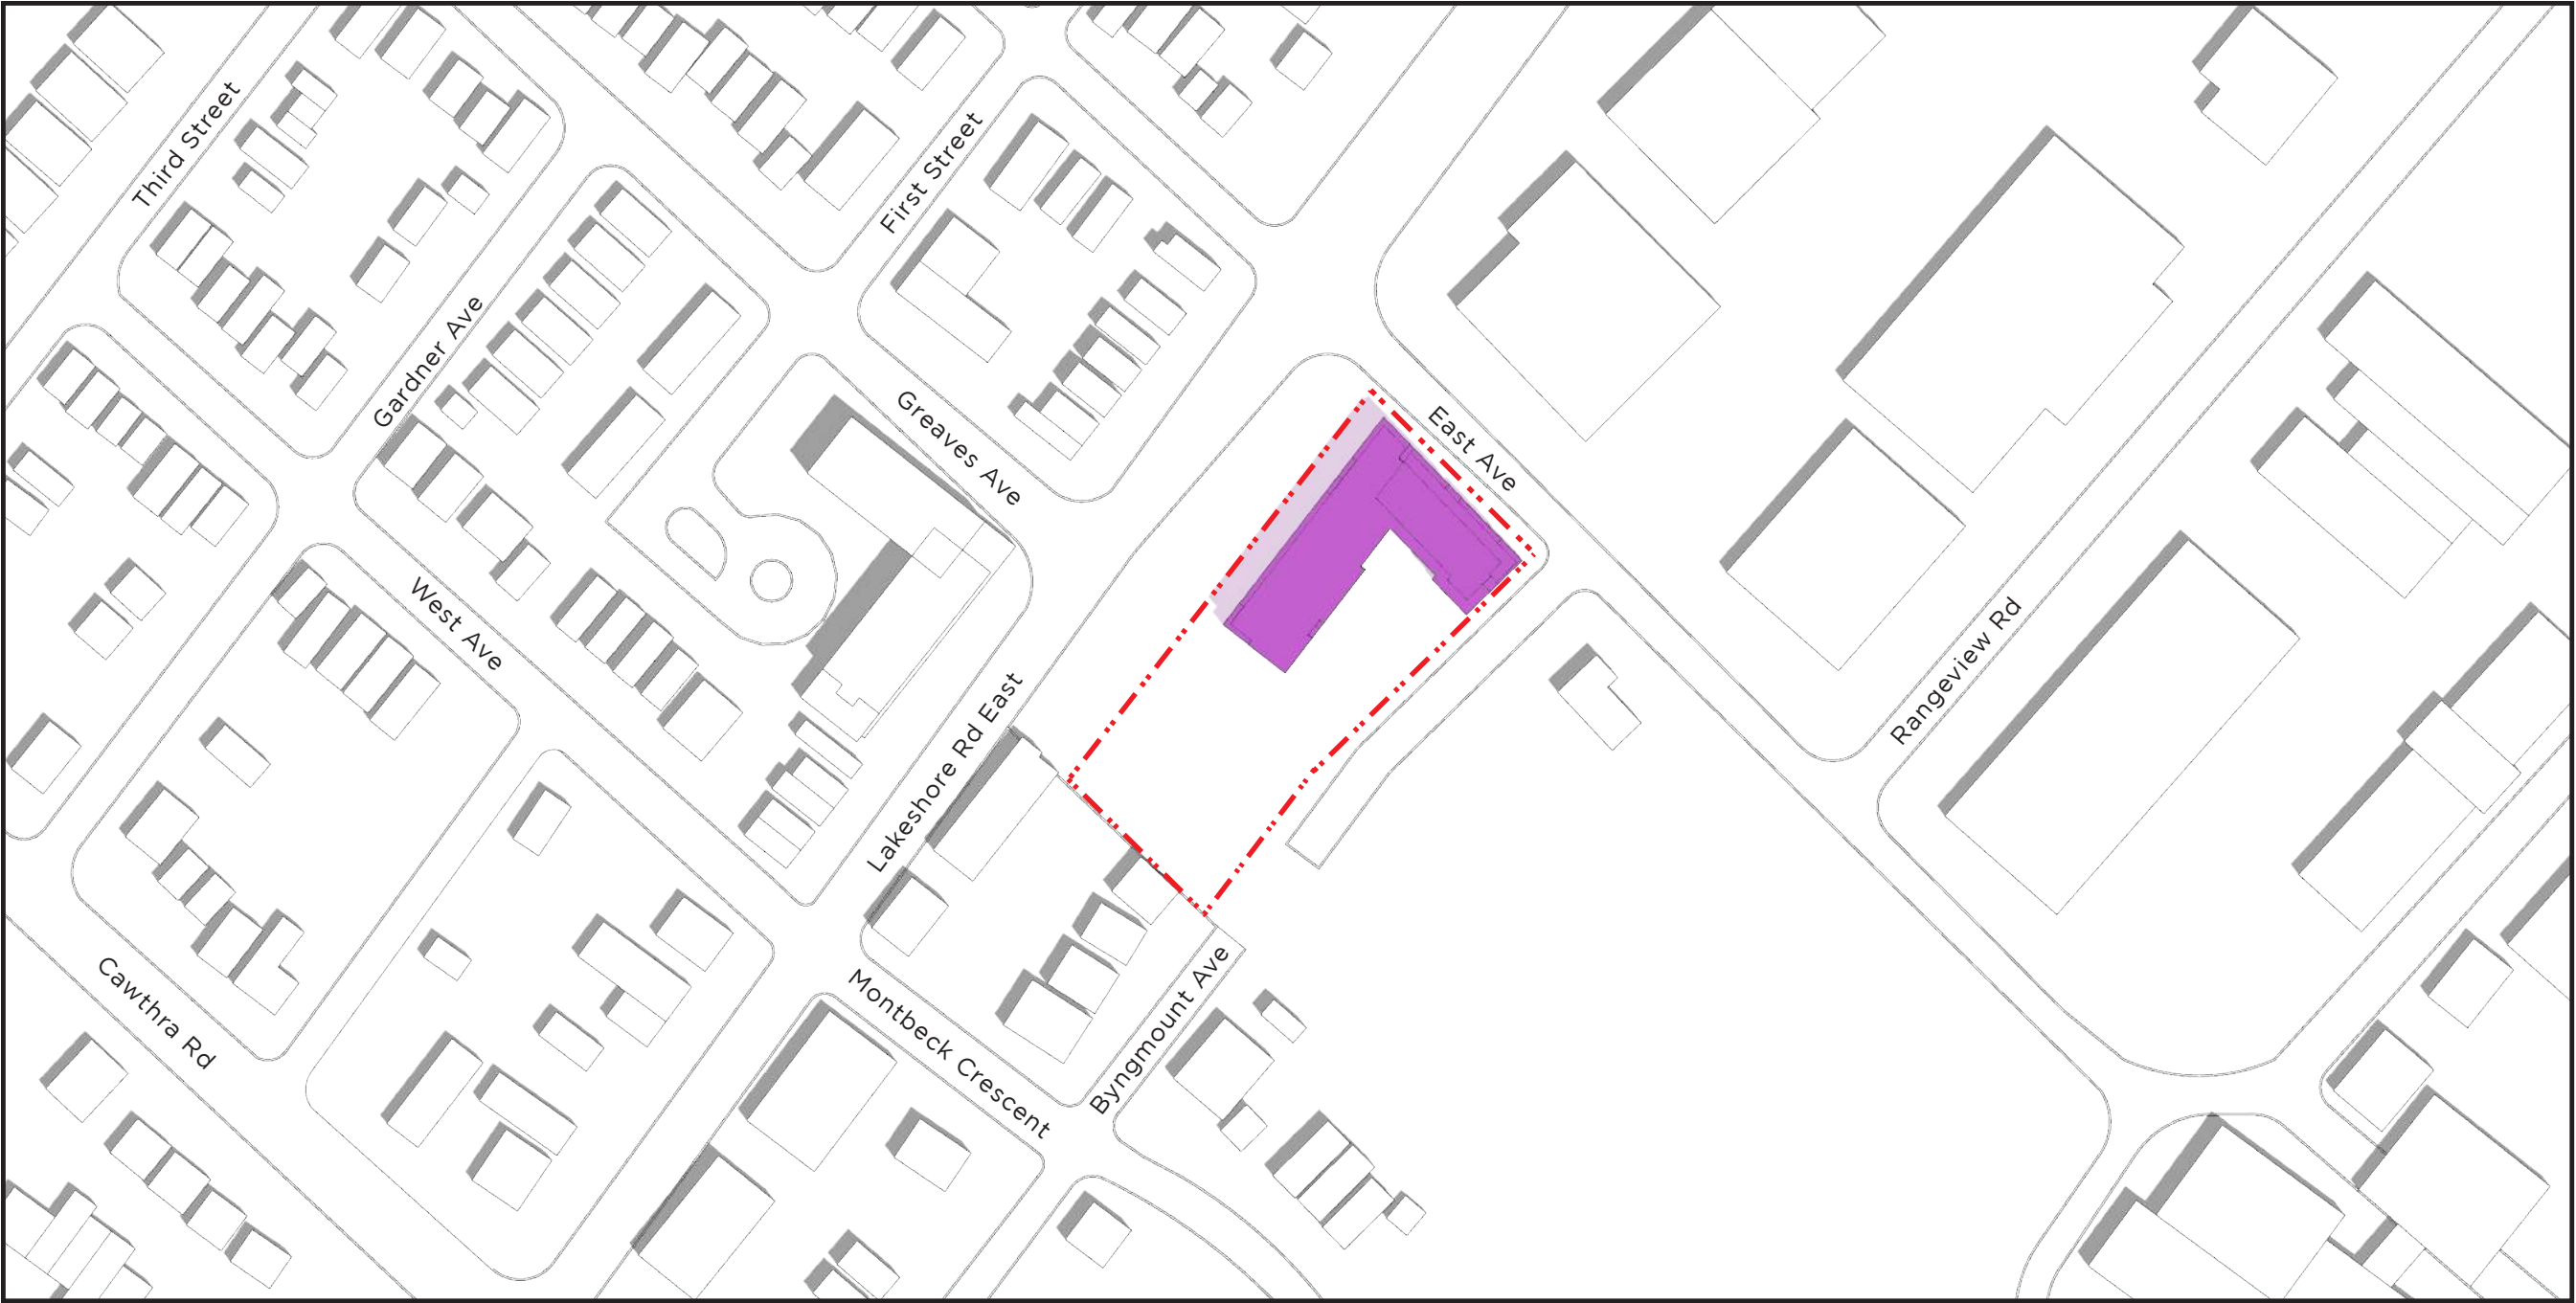 Third Street
First Street
Gardner Ave
Greaves Ave
East Ave
West Ave
Lakeshore Rd East
Rangeview Rd
Cawthra Rd
Montbeck Crescent
Byngmount Ave